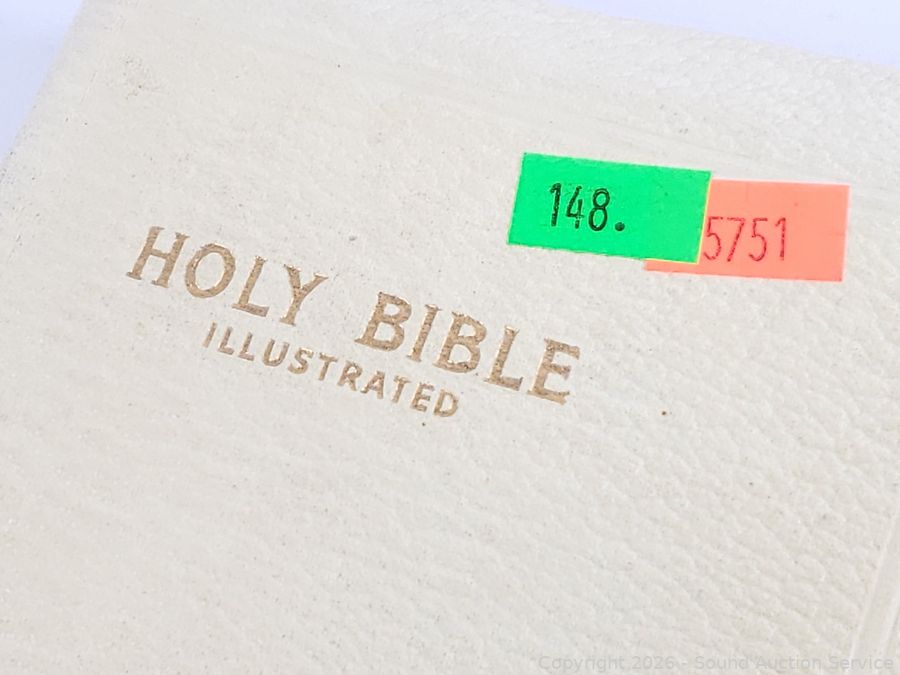 148.
5751
HOLY BIBLE
ILLUSTRATED
Copyright 2026 - Sound Auction Service